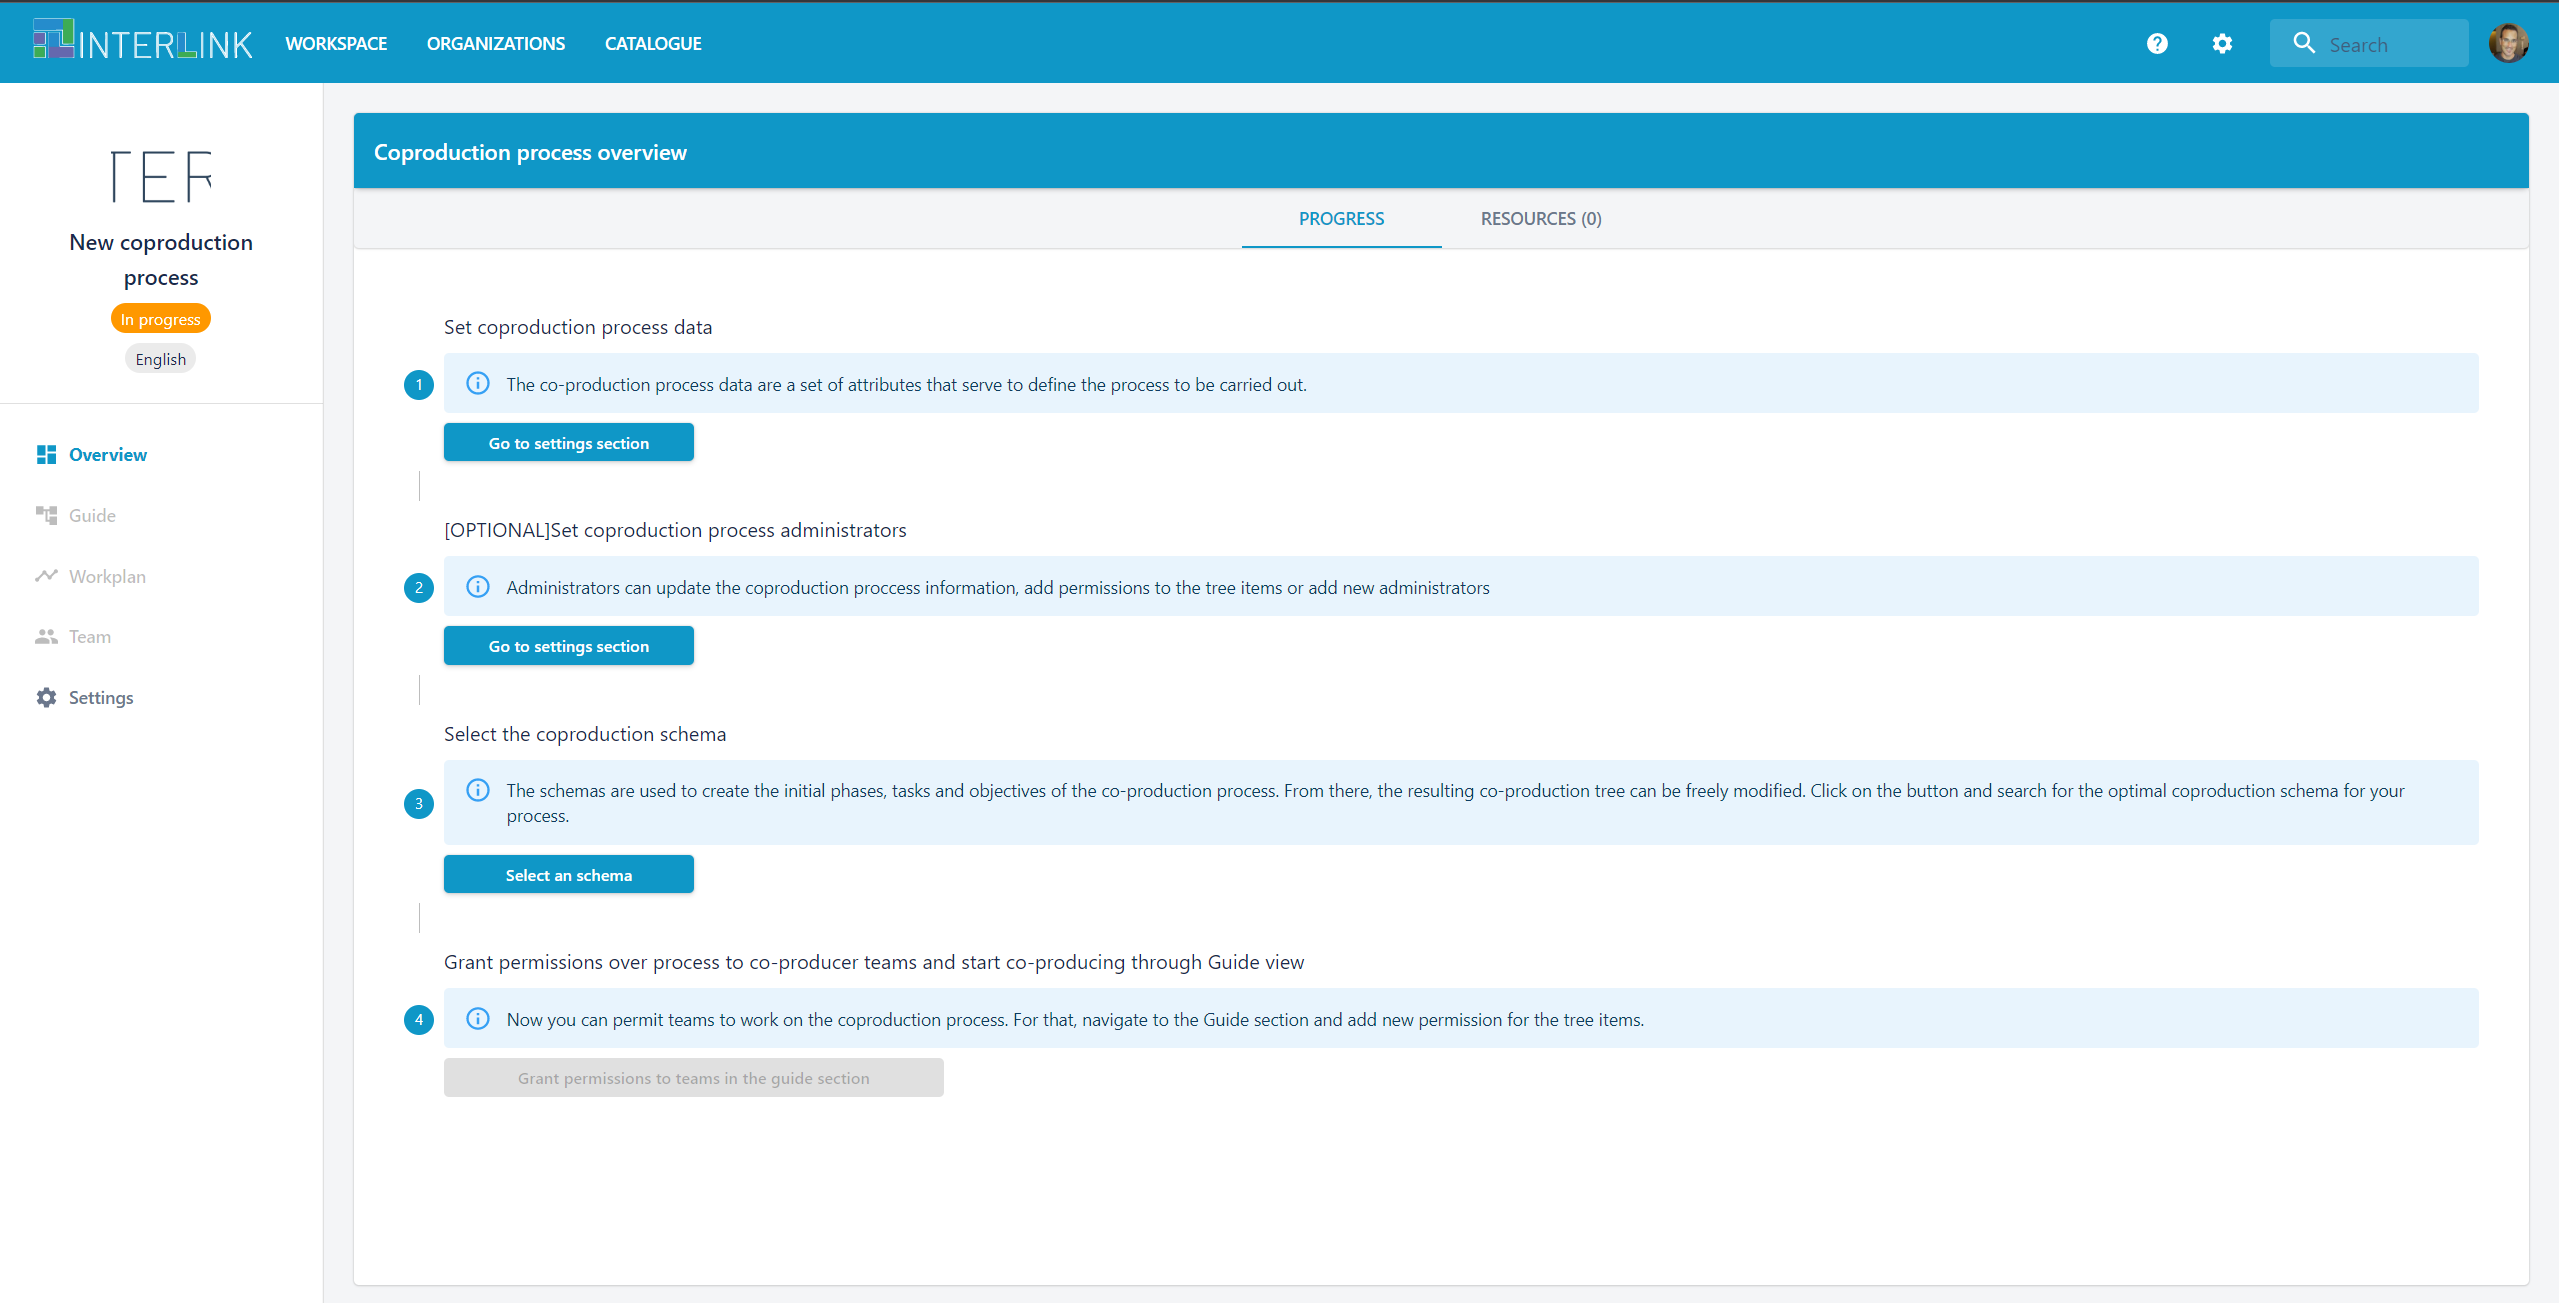 INTERLINK WORKSPACE ORGANIZATIONS CATALOGUE Search
TER
New coproduction
process
In progress
English
Overview
Guide
Workplan
Team
Settings
Coproduction process overview
PROGRESS RESOURCES (0)
Set coproduction process data
1 The co-production process data are a set of attributes that serve to define the process to be carried out.
Go to settings section
[OPTIONAL]Set coproduction process administrators
2 Administrators can update the coproduction proccess information, add permissions to the tree items or add new administrators
Go to settings section
Select the coproduction schema
3 The schemas are used to create the initial phases, tasks and objectives of the co-production process. From there, the resulting co-production tree can be freely modified. Click on the button and search for the optimal coproduction schema for your
process.
Select an schema
Grant permissions over process to co-producer teams and start co-producing through Guide view
4 Now you can permit teams to work on the coproduction process. For that, navigate to the Guide section and add new permission for the tree items.
Grant permissions to teams in the guide section